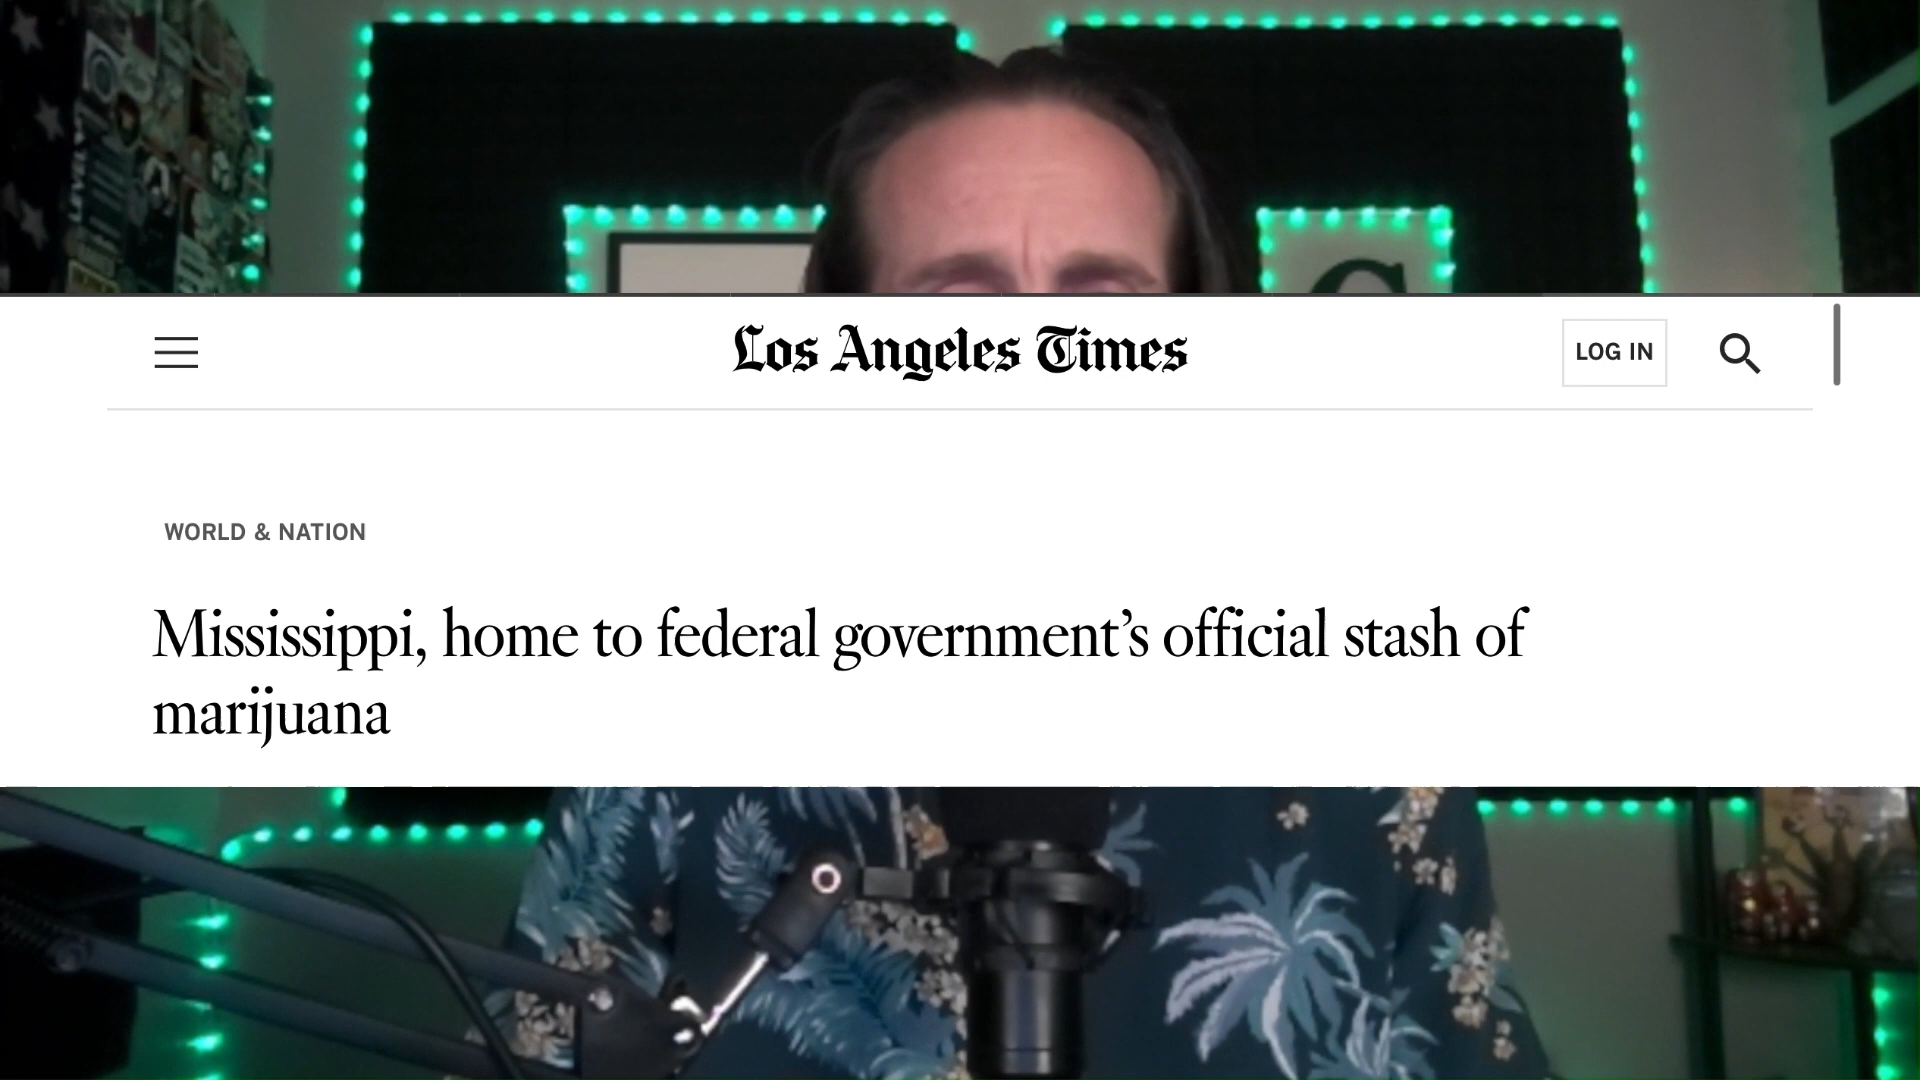 Los Angeles Times
LOG IN
WORLD & NATION
Mississippi, home to federal government’s official stash of
marijuana